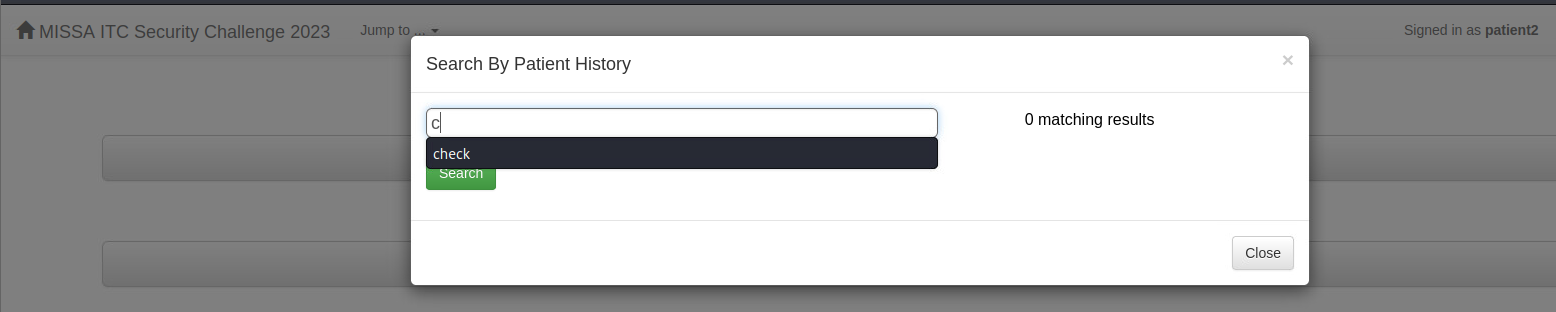 MISSA ITC Security Challenge 2023
Jump to ...
Signed in as patient2
Search By Patient History
×
c
0 matching results
check
Search
Close